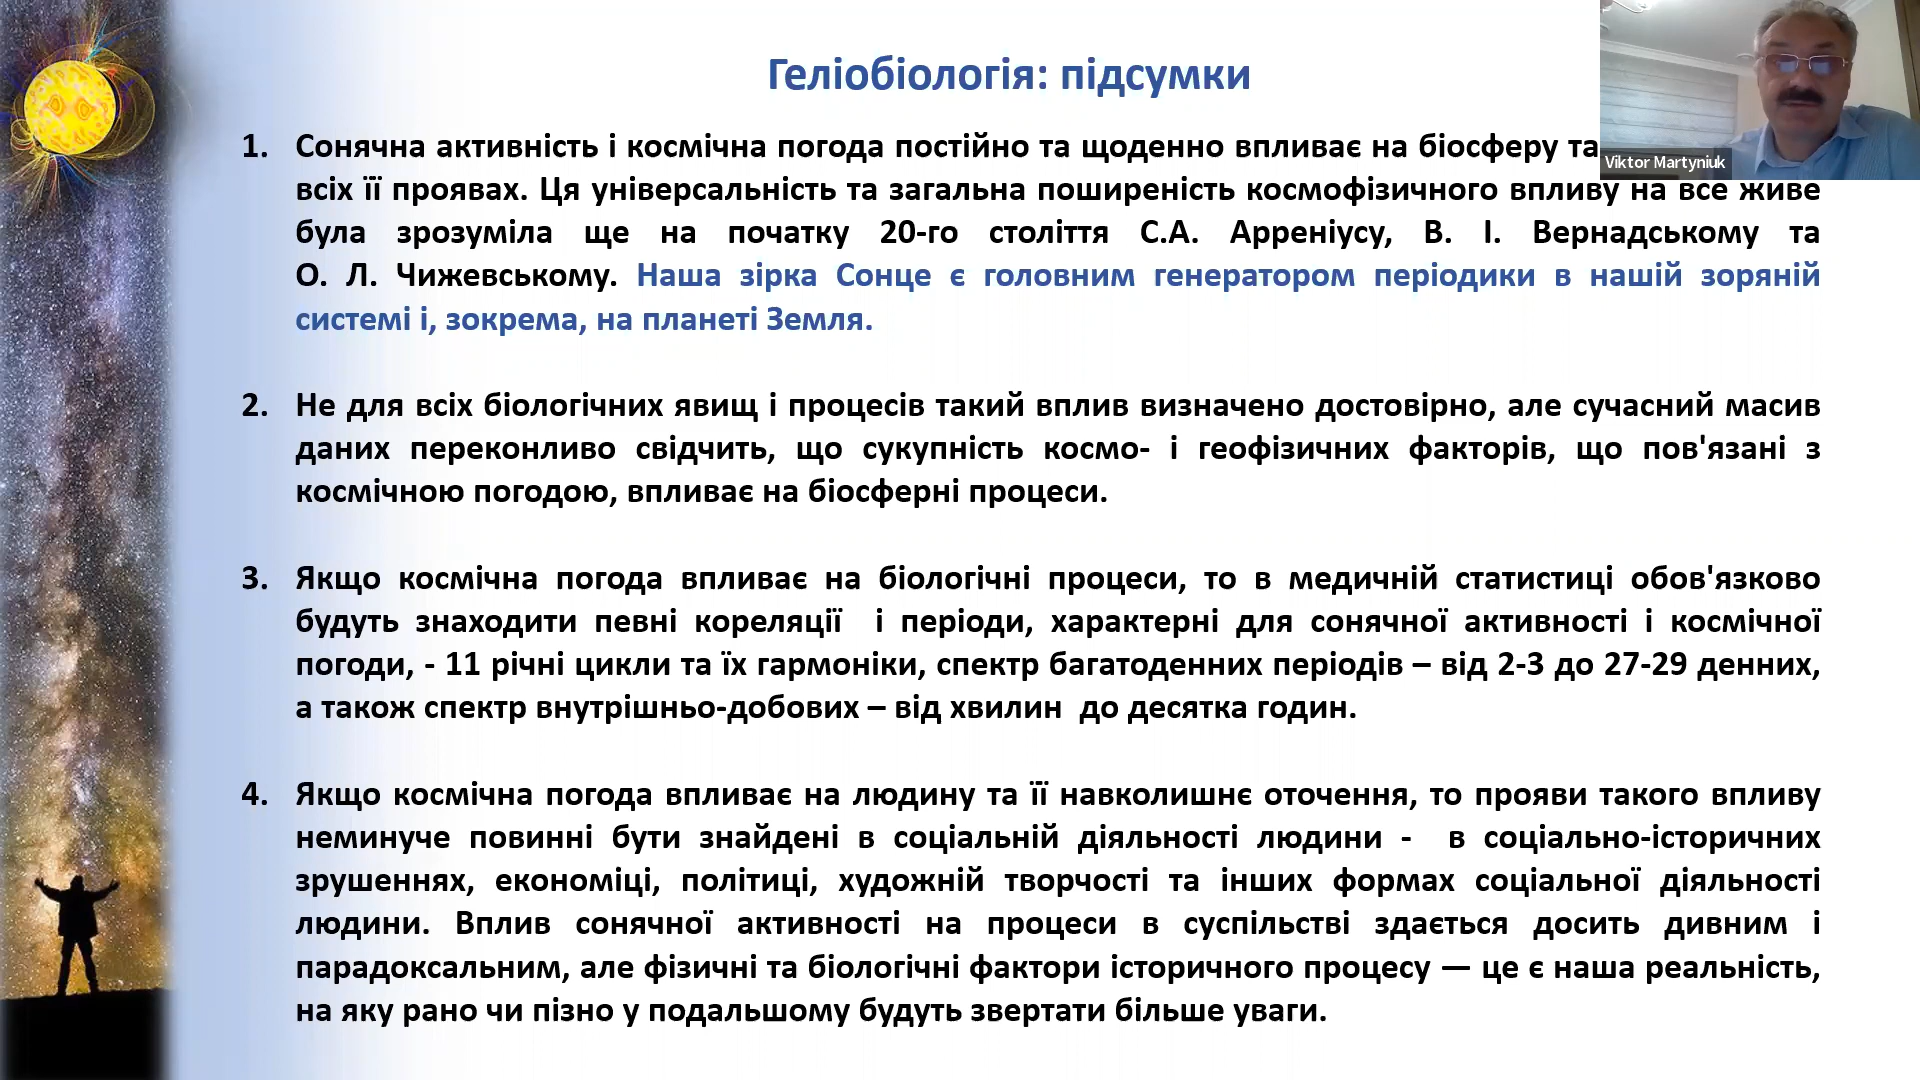 Геліобіологія: підсумки
1. Сонячна активність і космічна погода постійно та щоденно впливає на біосферу та
всіх її проявах. Ця універсальність та загальна поширеність космофізичного впливу на все живе
була зрозуміла ще на початку 20-го століття С.А. Арреніусу, В. І. Вернадському та
О. Л. Чижевському. Наша зірка Сонце є головним генератором періодики в нашій зоряній
системі і, зокрема, на планеті Земля.
2. Не для всіх біологічних явищ і процесів такий вплив визначено достовірно, але сучасний масив
даних переконливо свідчить, що сукупність космо- і геофізичних факторів, що пов'язані з
космічною погодою, впливає на біосферні процеси.
3. Якщо космічна погода впливає на біологічні процеси, то в медичній статистиці обов'язково
будуть знаходити певні кореляції і періоди, характерні для сонячної активності і космічної
погоди, - 11 річні цикли та їх гармоніки, спектр багатоденних періодів – від 2-3 до 27-29 денних,
а також спектр внутрішньо-добових – від хвилин до десятка годин.
4. Якщо космічна погода впливає на людину та її навколишнє оточення, то прояви такого впливу
неминуче повинні бути знайдені в соціальній діяльності людини - в соціально-історичних
зрушеннях, економіці, політиці, художній творчості та інших формах соціальної діяльності
людини. Вплив сонячної активності на процеси в суспільстві здається досить дивним і
парадоксальним, але фізичні та біологічні фактори історичного процесу — це є наша реальність,
на яку рано чи пізно у подальшому будуть звертати більше уваги.
Viktor Martyniuk